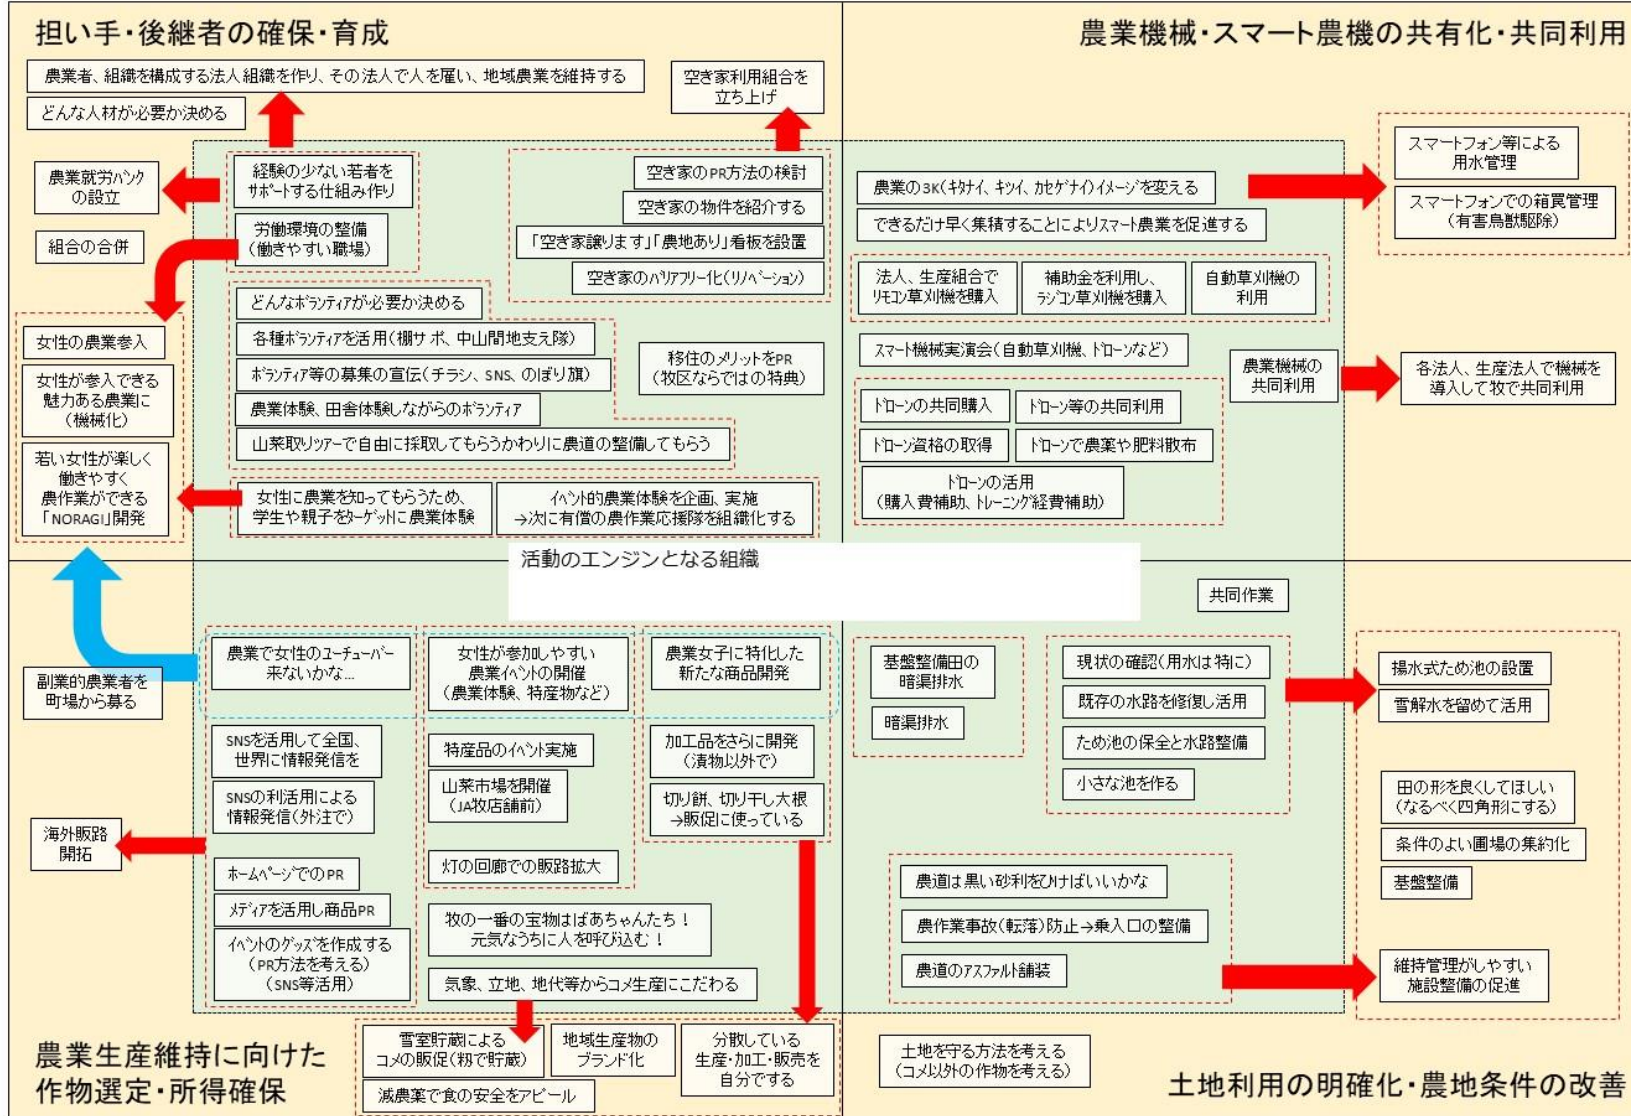 担い手・後継者の確保・育成
農業者、組織を構成する法人組織を作り、その法人で人を雇い、地域農業を維持する
どんな人材が必要か決める
空き家利用組合を
立ち上げ
農業就労バンク
の設立
組合の合併
経験の少ない若者を
サポートする仕組み作り
労働環境の整備
(働きやすい職場)
空き家のPR方法の検討
空き家の物件を紹介する
「空き家譲ります」「農地あり」看板を設置
空き家のバリアフリー化(リノベーション)
どんなボランティアが必要か決める
各種ボランティアを活用(棚サポ、中山間地支え隊)
ボランティア等の募集の宣伝(チラシ、SNS、のぼり旗)
農業体験、田舎体験しながらのボランティア
山菜取りツアーで自由に採取してもらうかわりに農道の整備してもらう
移住のメリットをPR
(牧区ならではの特典)
女性の農業参入
女性が参入できる
魅力ある農業に
(機械化)
若い女性が楽しく
働きやすく
農作業ができる
「NORAGI」開発
女性に農業を知ってもらうため、
学生や親子をターゲットに農業体験
イベント的農業体験を企画、実施
→次に有償の農作業応援隊を組織化する
農業機械・スマート農機の共有化・共同利用
農業の3K(キタナイ、キツイ、カセゲナイ)イメージを変える
できるだけ早く集積することによりスマート農業を促進する
スマートフォン等による
用水管理
スマートフォンでの箱罠管理
(有害鳥獣駆除)
法人、生産組合で
リモコン草刈機を購入
補助金を利用し、
ラジコン草刈機を購入
自動草刈機の
利用
スマート機械実演会(自動草刈機、ドローンなど)
農業機械の
共同利用
各法人、生産法人で機械を
導入して牧で共同利用
ドローンの共同購入
ドローン等の共同利用
ドローン資格の取得
ドローンで農薬や肥料散布
ドローンの活用
(購入費補助、トレーニング経費補助)
活動のエンジンとなる組織
副業的農業者を
町場から募る
農業で女性のユーチューバー
来ないかな…
女性が参加しやすい
農業イベントの開催
(農業体験、特産物など)
農業女子に特化した
新たな商品開発
SNSを活用して全国、
世界に情報発信を
SNSの利活用による
情報発信(外注で)
特産品のイベント実施
山菜市場を開催
(JA牧店舗前)
加工品をさらに開発
(漬物以外で)
切り餅、切り干し大根
→販促に使っている
海外販路
開拓
ホームページでのPR
メディアを活用し商品PR
イベントのグッズを作成する
(PR方法を考える)
(SNS等活用)
灯の回廊での販路拡大
牧の一番の宝物はばあちゃんたち!
元気なうちに人を呼び込む!
気象、立地、地代等からコメ生産にこだわる
雪室貯蔵による
コメの販促(籾で貯蔵)
地域生産物の
ブランド化
分散している
生産・加工・販売を
自分でする
減農薬で食の安全をアピール
農業生産維持に向けた
作物選定・所得確保
共同作業
基盤整備田の
暗渠排水
暗渠排水
現状の確認(用水は特に)
既存の水路を修復し活用
ため池の保全と水路整備
小さな池を作る
揚水式ため池の設置
雪解水を留めて活用
田の形を良くしてほしい
(なるべく四角形にする)
条件のよい圃場の集約化
基盤整備
農道は黒い砂利をひけばいいかな
農作業事故(転落)防止→乗入口の整備
農道のアスファルト舗装
維持管理がしやすい
施設整備の促進
土地を守る方法を考える
(コメ以外の作物を考える)
土地利用の明確化・農地条件の改善